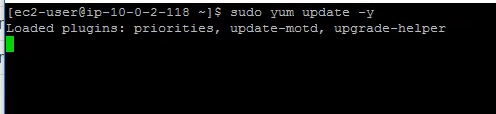 [ec2-user@ip-10-0-2-118 ~]$ sudo yum update -y
Loaded plugins: priorities, update-motd, upgrade-helper